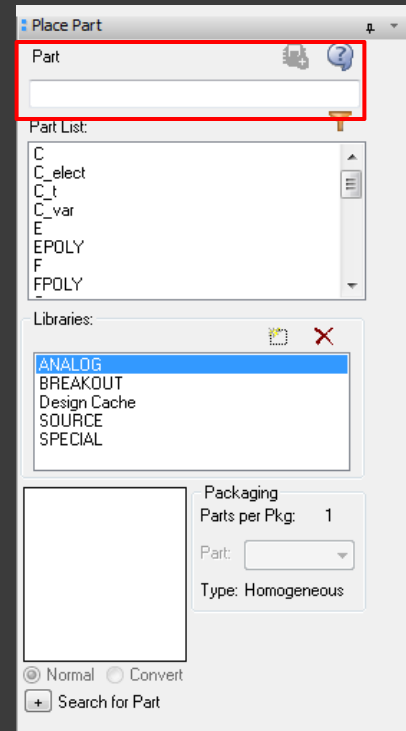 Place Part
Part
Part List:
C
C_elect
C_t
C_var
E
EPOLY
F
FPOLY
Libraries:
ANALOG
BREAKOUT
Design Cache
SOURCE
SPECIAL
Packaging
Parts per Pkg: 1
Part:
Type: Homogeneous
Normal Convert
+ Search for Part